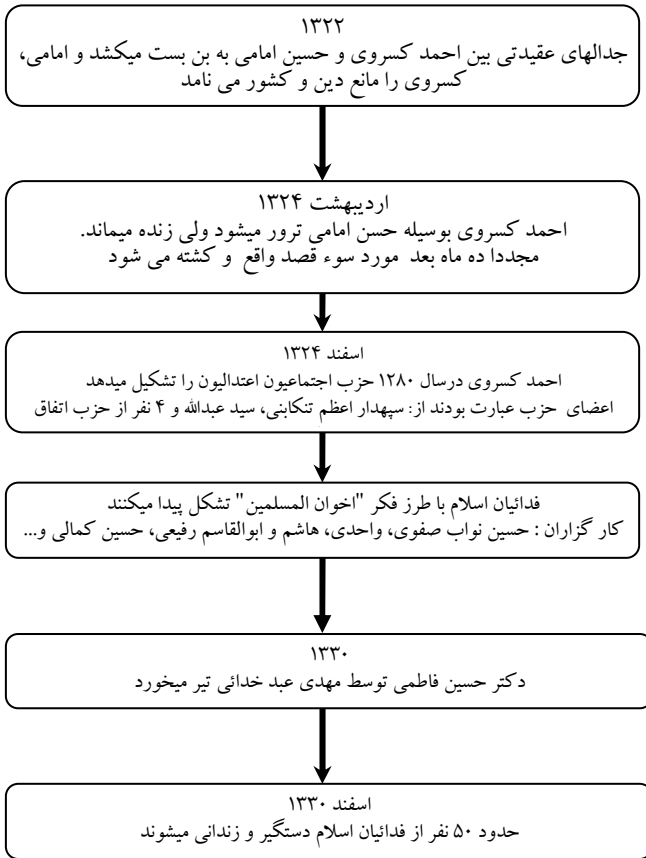 ۱۳۲۲
جدالهای عقیدتی بین احمد کسروی و حسین امامی به بن بست میکشد و امامی،
کسروی را مانع دین و کشور می نامد
اردیبهشت ۱۳۲۴
احمد کسروی بوسیله حسن امامی ترور میشود ولی زنده میماند.
مجددا ده ماه بعد مورد سوء قصد واقع و کشته می شود
اسفند ۱۳۲۴
احمد کسروی درسال ۱۲۸۰ حزب اجتماعیون اعتدالیون را تشکیل میدهد
اعضای حزب عبارت بودند از: سپهدار اعظم تنکابنی، سید عبدالله و ۴ نفر از حزب اتفاق
فدائیان اسلام با طرز فکر "اخوان المسلمین" تشکل پیدا میکنند
کار گزاران : حسین نواب صفوی، واحدی، هاشم و ابوالقاسم رفیعی، حسین کمالی و...
۱۳۳۰
دکتر حسین فاطمی توسط مهدی عبد خدائی تیر میخورد
اسفند ۱۳۳۰
حدود ۵۰ نفر از فدائیان اسلام دستگیر و زندانی میشوند